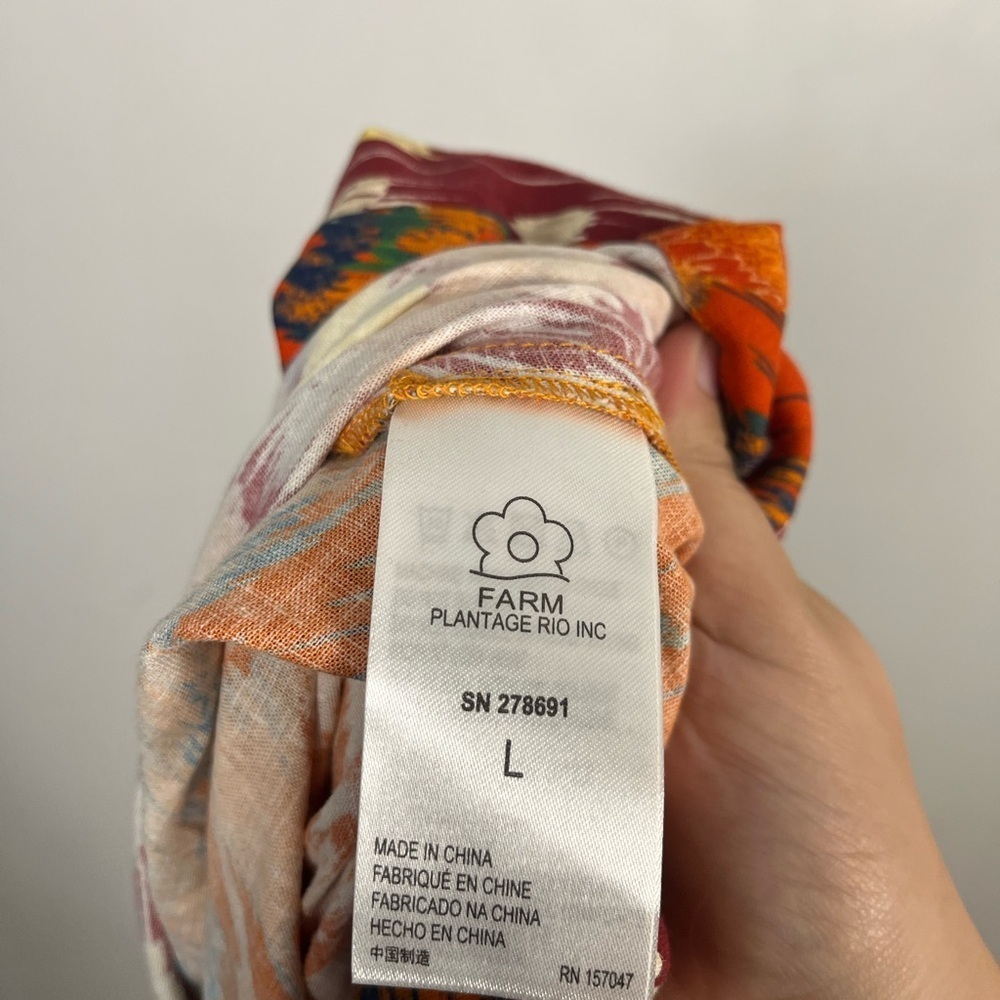 FARM
PLANTAGE RIO INC
SN 278691
L
MADE IN CHINA
FABRIQUÉ EN CHINE
FABRICADO NA CHINA
HECHO EN CHINA
中国制造
RN 157047